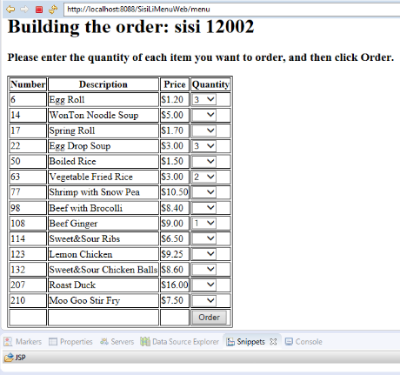 http://localhost:8088/SisiLiMenuWeb/menu
Building the order: sisi 12002
Please enter the quantity of each item you want to order, and then click Order.
Number Description Price Quantity
6 Egg Roll $1.20 3
14 WonTon Noodle Soup $5.00
17 Spring Roll $1.70
22 Egg Drop Soup $3.00 3
50 Boiled Rice $1.50
63 Vegetable Fried Rice $3.00 2
77 Shrimp with Snow Pea $10.50
98 Beef with Brocolli $8.40
108 Beef Ginger $9.00 1
114 Sweet&Sour Ribs $6.50
123 Lemon Chicken $9.25
132 Sweet&Sour Chicken Balls $8.60
207 Roast Duck $16.00
210 Moo Goo Stir Fry $7.50
Order
Markers Properties Servers Data Source Explorer Snippets Console
JSP